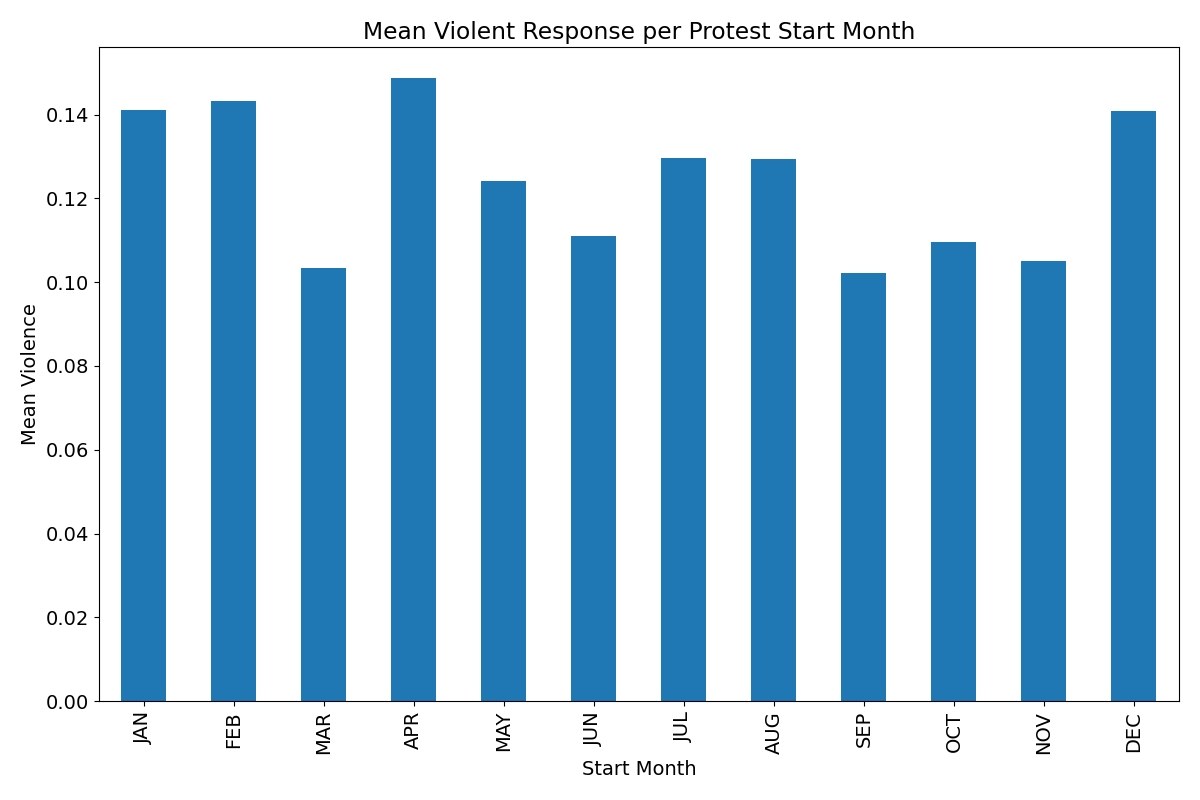 Mean Violent Response per Protest Start Month
Mean Violence
0.14
0.12
0.10
0.08
0.06
0.04
0.02
0.00
JAN
FEB
MAR
APR
MAY
JUN
JUL
AUG
SEP
OCT
NOV
DEC
Start Month